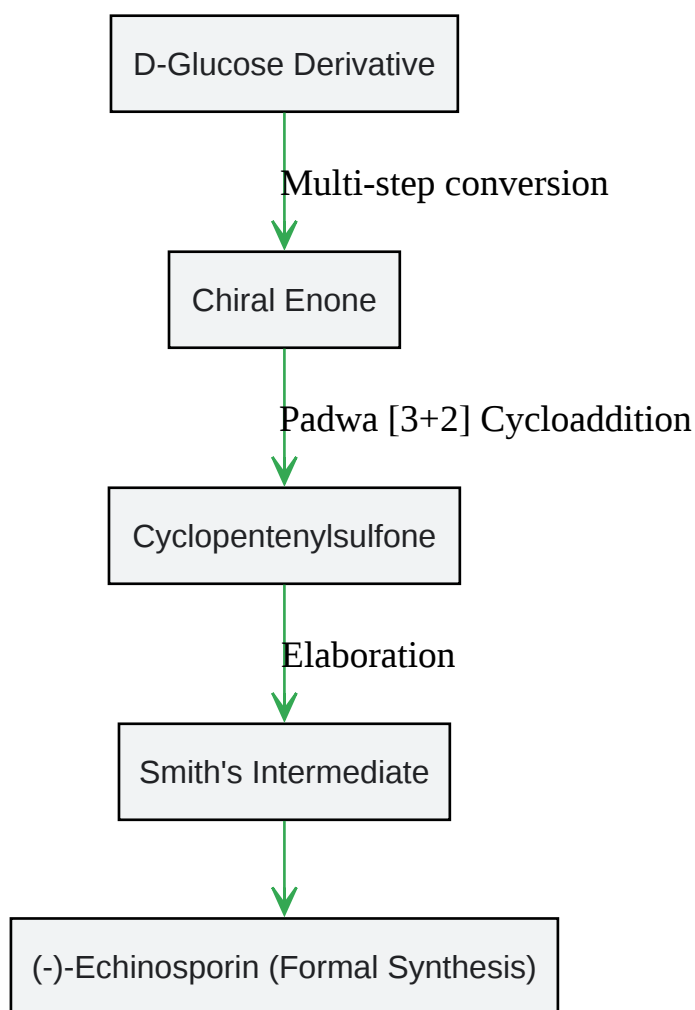 D-Glucose Derivative
Multi-step conversion
Chiral Enone
Padwa [3+2] Cycloaddition
Cyclopentenylsulfone
Elaboration
Smith's Intermediate
(-)-Echinosporin (Formal Synthesis)